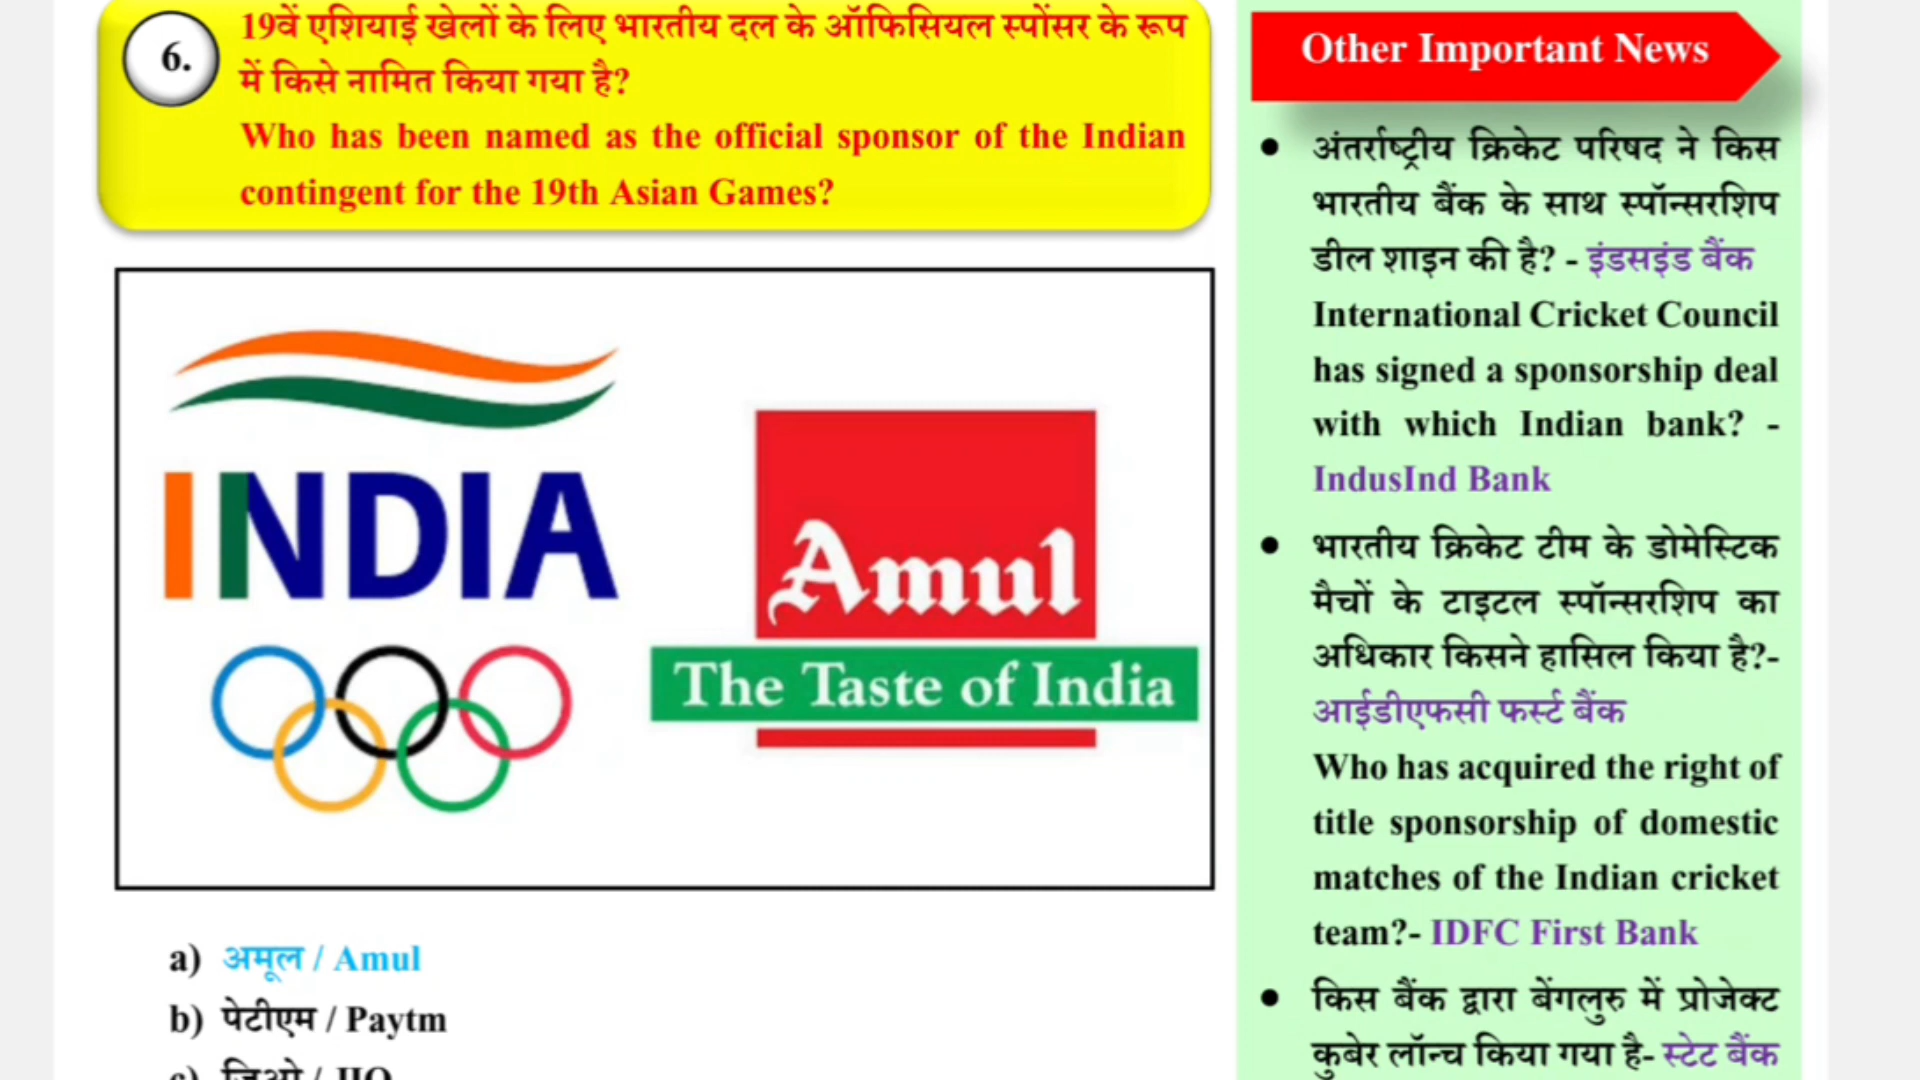 6.
19वें एशियाई खेलों के लिए भारतीय दल के ऑफिसियल स्पोंसर के रूप
में किसे नामित किया गया है?
Who has been named as the official sponsor of the Indian
contingent for the 19th Asian Games?
INDIA
Amul
The Taste of India
a) अमूल / Amul
b) पेटीएम / Paytm
c) जिओ / JIO
Other Important News
• अंतर्राष्ट्रीय क्रिकेट परिषद ने किस
भारतीय बैंक के साथ स्पॉन्सरशिप
डील शाइन की है? - इंडसइंड बैंक
International Cricket Council
has signed a sponsorship deal
with which Indian bank? -
IndusInd Bank
• भारतीय क्रिकेट टीम के डोमेस्टिक
मैचों के टाइटल स्पॉन्सरशिप का
अधिकार किसने हासिल किया है?-
आईडीएफसी फर्स्ट बैंक
Who has acquired the right of
title sponsorship of domestic
matches of the Indian cricket
team?- IDFC First Bank
• किस बैंक द्वारा बेंगलुरु में प्रोजेक्ट
कुबेर लॉन्च किया गया है- स्टेट बैंक